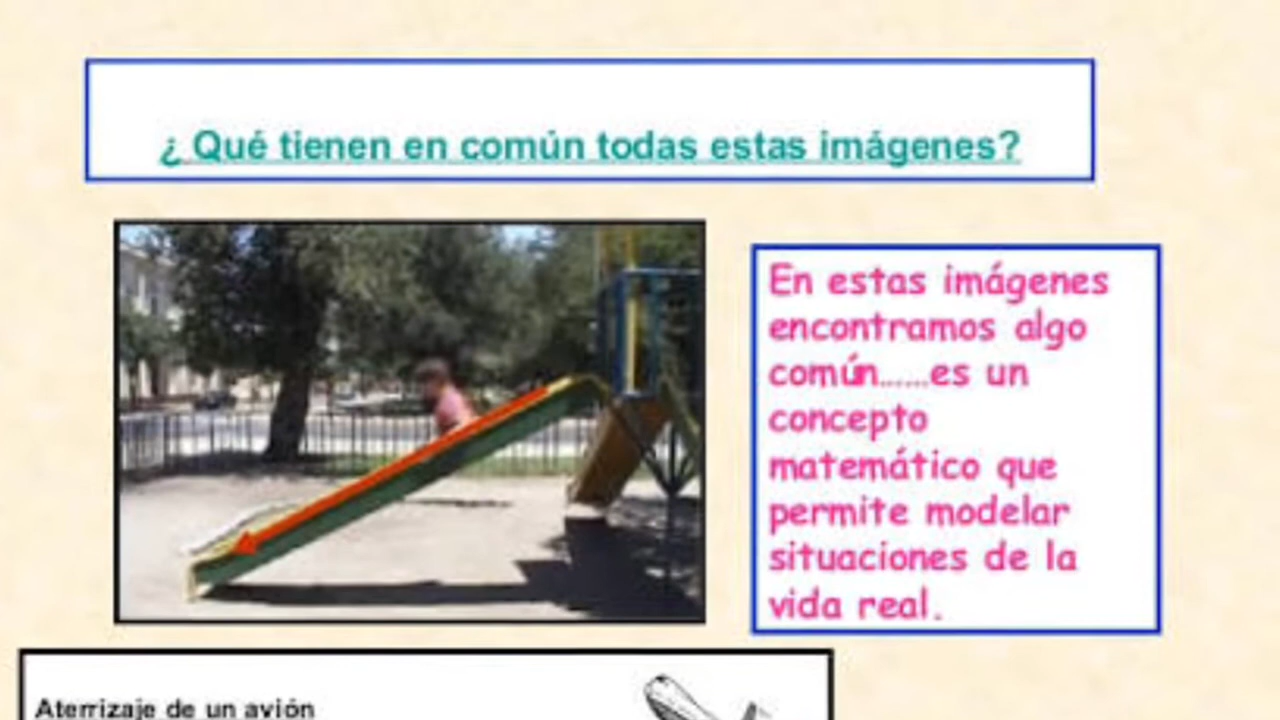 ¿ Qué tienen en común todas estas imágenes?
En estas imágenes
encontramos algo
común......es un
concepto
matemático que
permite modelar
situaciones de la
vida real.
Aterrizaje de un avión